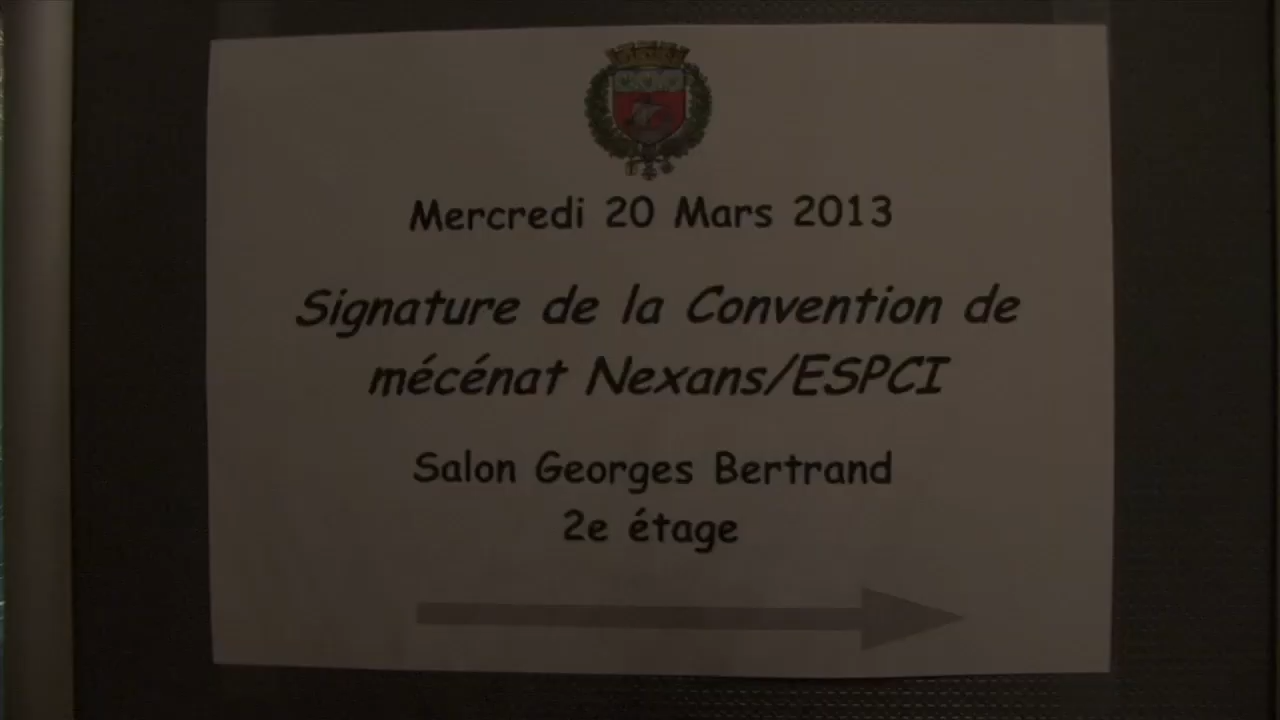 Mercredi 20 Mars 2013
Signature de la Convention de
mécénat Nexans/ESPCI
Salon Georges Bertrand
2e étage